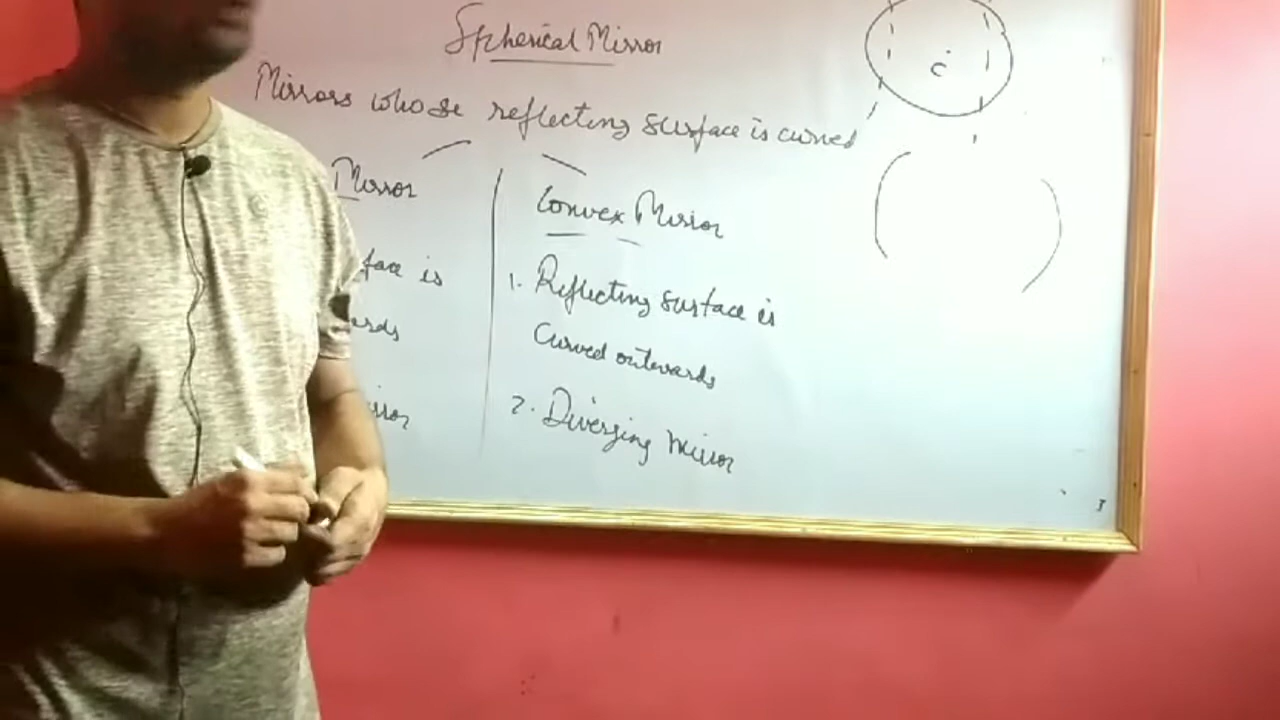 Spherical Mirror
Mirrors whose reflecting surface is curved
Mirror
face is
ards
irror
Convex Mirror
1. Reflecting surface is
Curved outwards
2. Diverging mirror
C